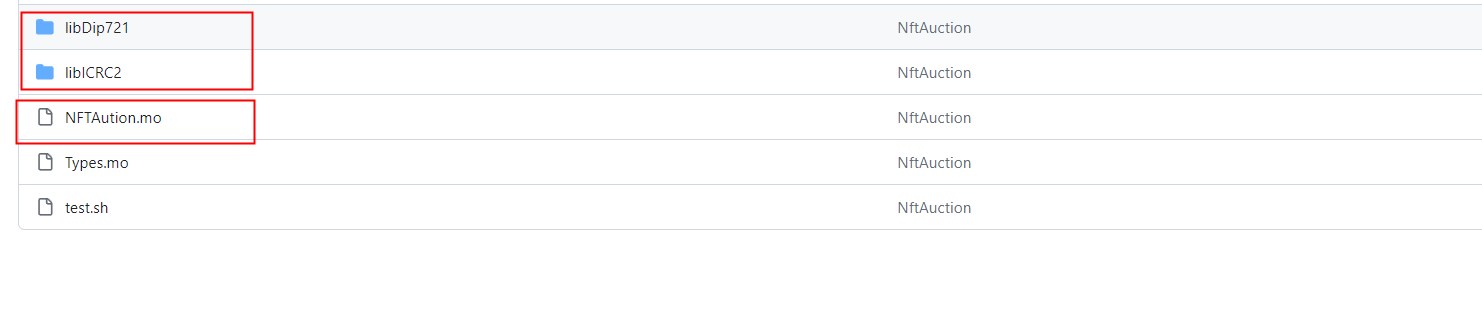 libDip721 NftAuction
libICRC2 NftAuction
NFTAution.mo NftAuction
Types.mo NftAuction
test.sh NftAuction